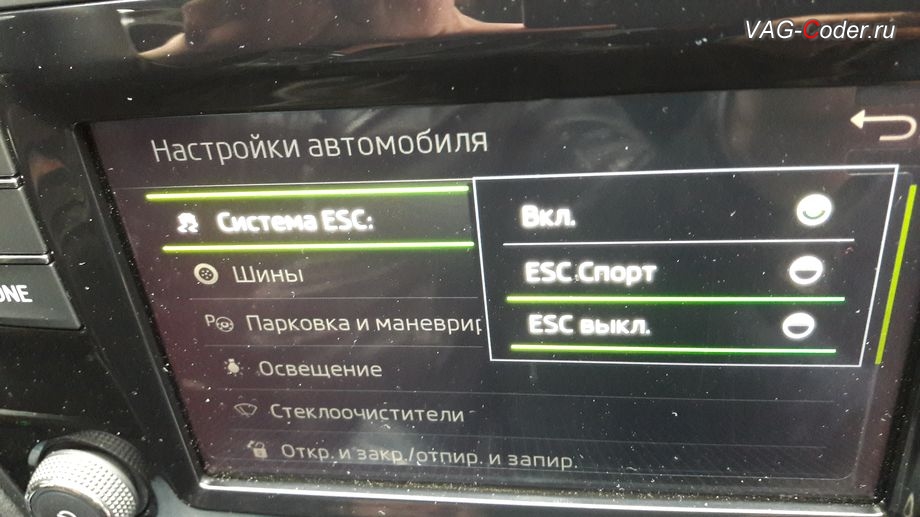 VAG-Coder.ru
Настройки автомобиля
Система ESC:
Вкл.
ESC Спорт
ESC выкл.
Шины
Парковка и маневрир
Освещение
Стеклоочистители
Откр. и закр./отпир. и запир.